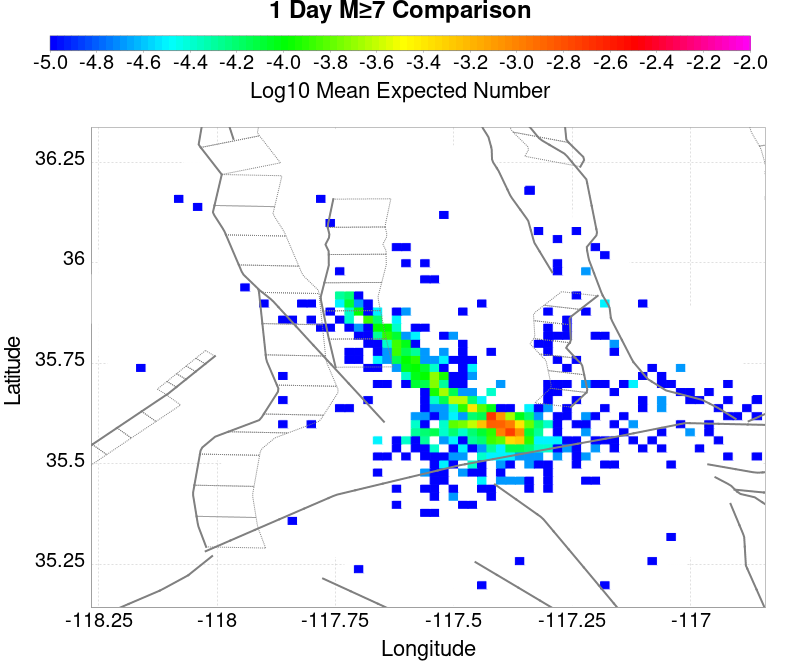 1 Day M≥7 Comparison
-5.0 -4.8 -4.6 -4.4 -4.2 -4.0 -3.8 -3.6 -3.4 -3.2 -3.0 -2.8 -2.6 -2.4 -2.2 -2.0
Log10 Mean Expected Number
36.25
36
35.75
35.5
35.25
Latitude
-118.25 -118 -117.75 -117.5 -117.25 -117
Longitude